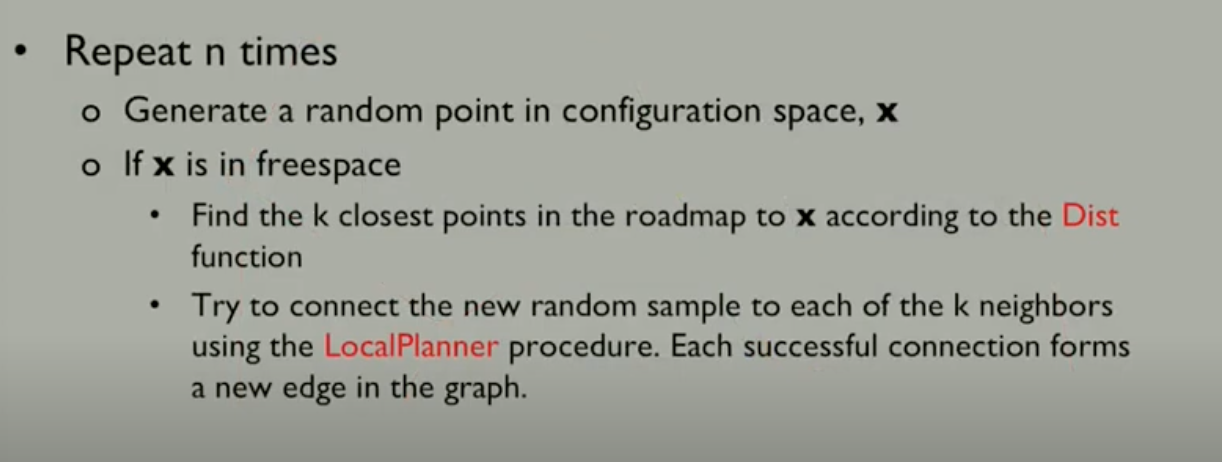 • Repeat n times
o Generate a random point in configuration space, x
o If x is in freespace
• Find the k closest points in the roadmap to x according to the Dist
function
• Try to connect the new random sample to each of the k neighbors
using the LocalPlanner procedure. Each successful connection forms
a new edge in the graph.